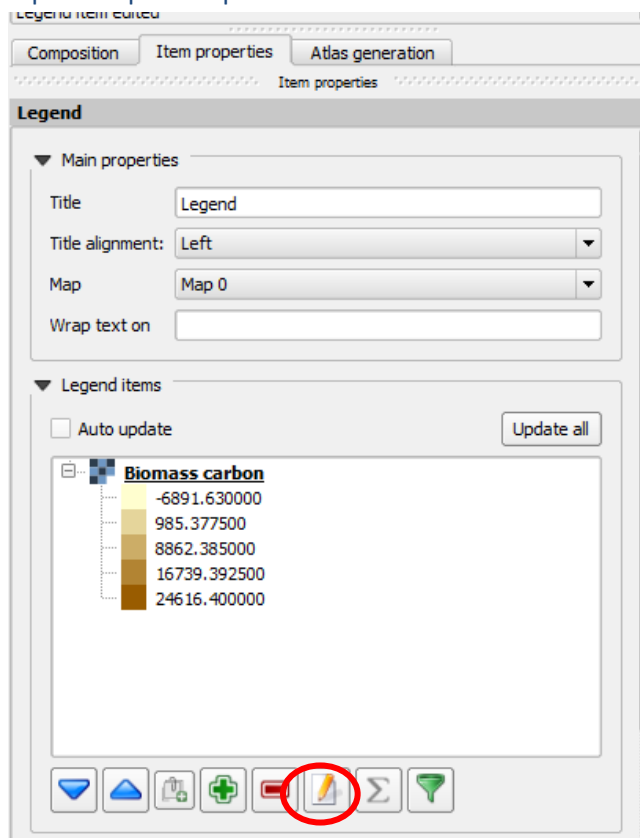 Legend item edited
Composition Item properties Atlas generation
Item properties
Legend
Main properties
Title Legend
Title alignment: Left
Map Map 0
Wrap text on
Legend items
Auto update Update all
Biomass carbon
-6891.630000
985.377500
8862.385000
16739.392500
24616.400000